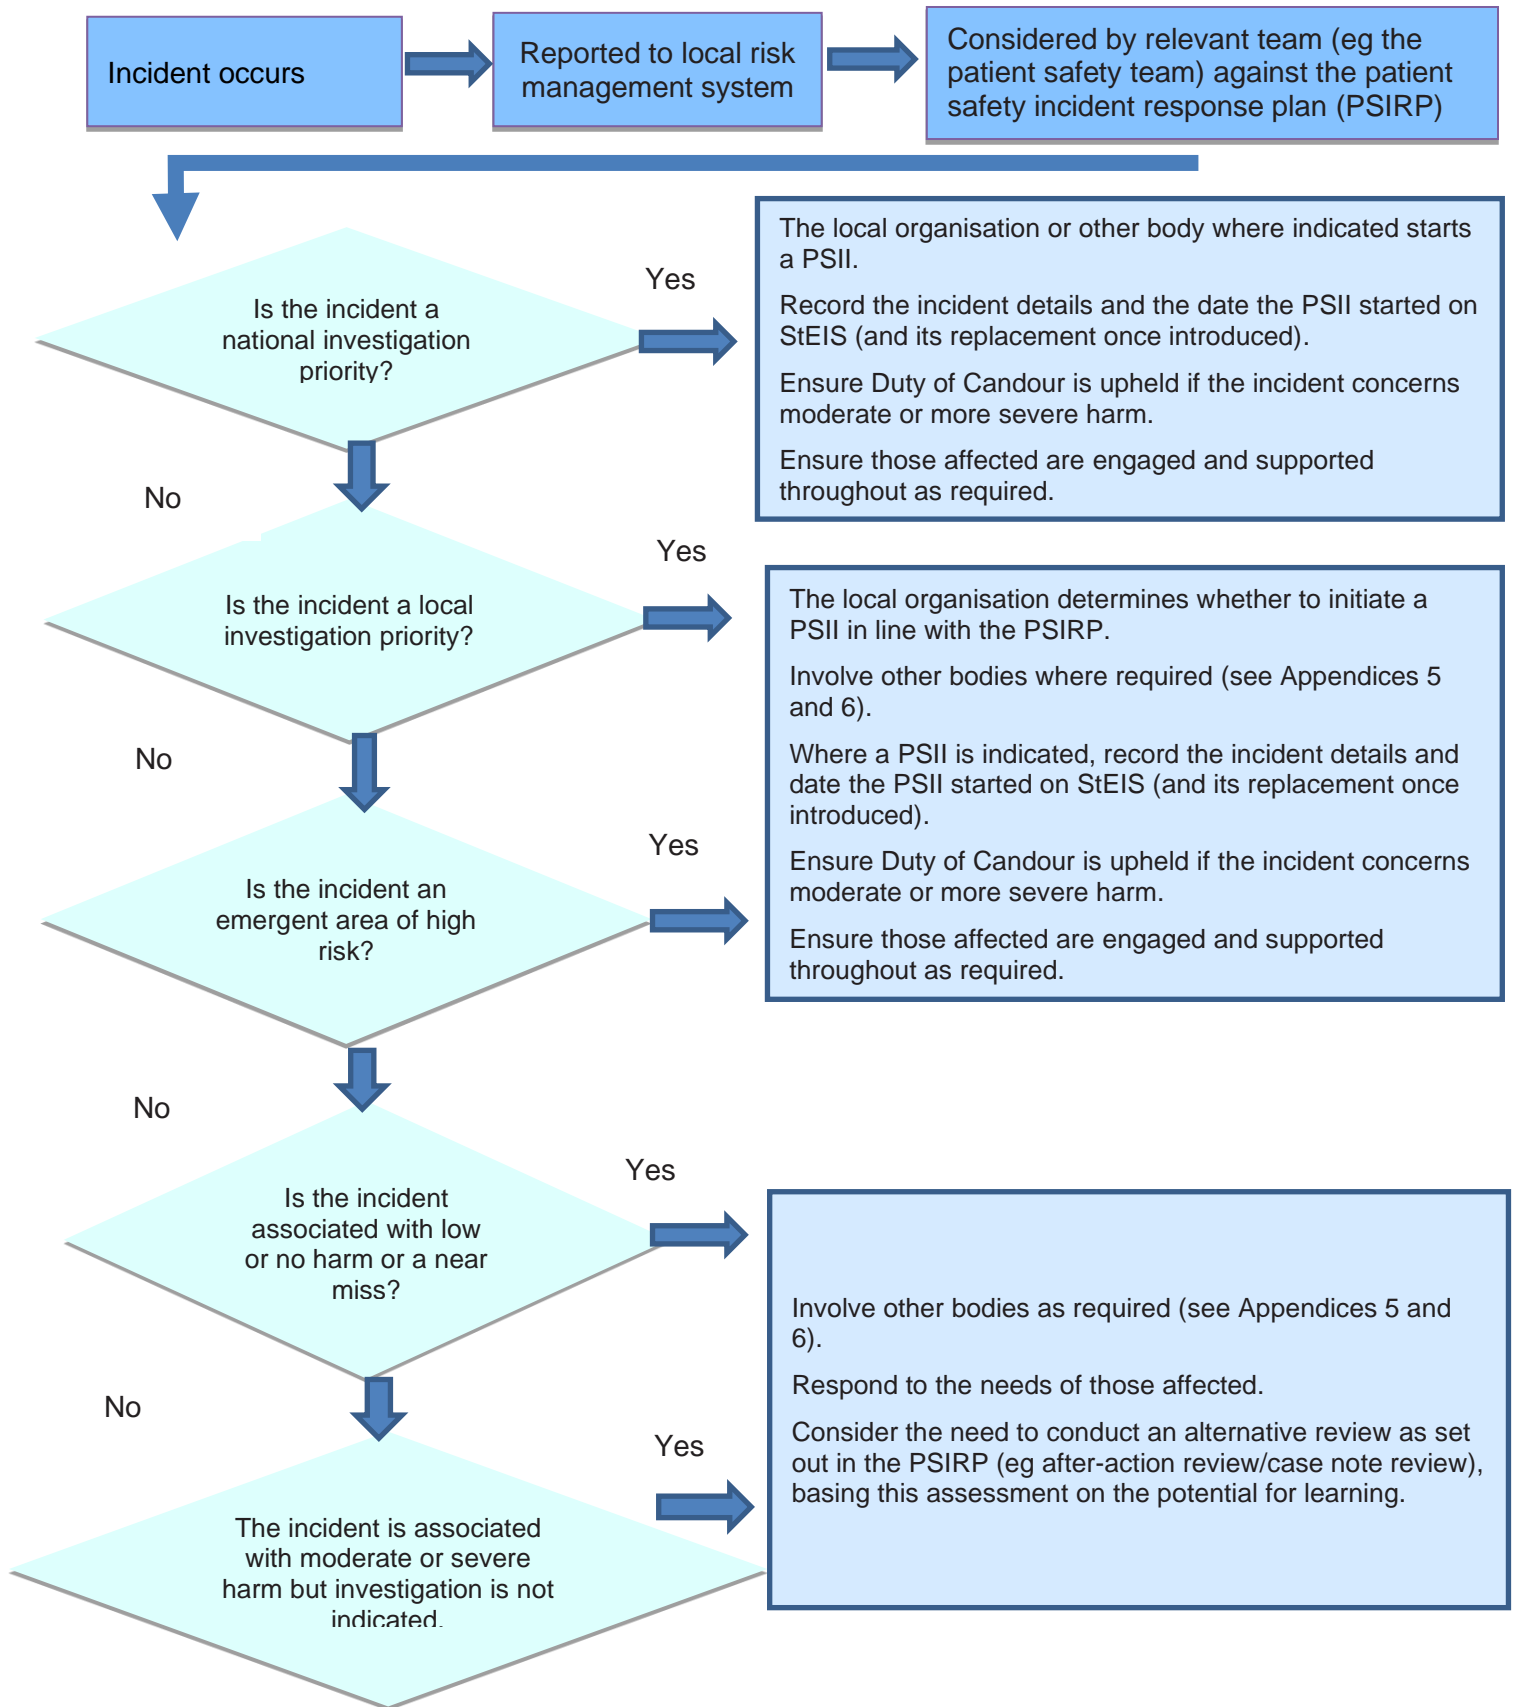 Incident occurs
Reported to local risk
management system
Considered by relevant team (eg the
patient safety team) against the patient
safety incident response plan (PSIRP)
Is the incident a
national investigation
priority?
Yes
The local organisation or other body where indicated starts
a PSII.
Record the incident details and the date the PSII started on
StEIS (and its replacement once introduced).
Ensure Duty of Candour is upheld if the incident concerns
moderate or more severe harm.
Ensure those affected are engaged and supported
throughout as required.
No
Is the incident a local
investigation priority?
Yes
The local organisation determines whether to initiate a
PSII in line with the PSIRP.
Involve other bodies where required (see Appendices 5
and 6).
Where a PSII is indicated, record the incident details and
date the PSII started on StEIS (and its replacement once
introduced).
Ensure Duty of Candour is upheld if the incident concerns
moderate or more severe harm.
Ensure those affected are engaged and supported
throughout as required.
No
Is the incident an
emergent area of high
risk?
Yes
No
Is the incident
associated with low
or no harm or a near
miss?
Yes
Involve other bodies as required (see Appendices 5 and
6).
Respond to the needs of those affected.
Consider the need to conduct an alternative review as set
out in the PSIRP (eg after-action review/case note review),
basing this assessment on the potential for learning.
No
The incident is associated
with moderate or severe
harm but investigation is not
indicated.
Yes